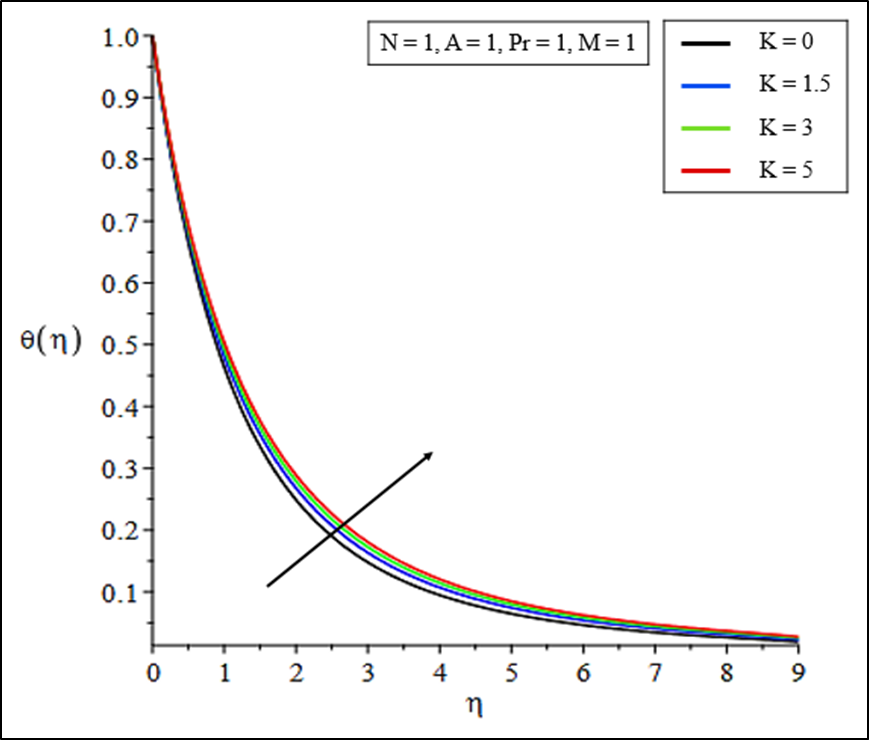 N = 1, A = 1, Pr = 1, M = 1
K = 0
K = 1.5
K = 3
K = 5
1.0
0.9
0.8
0.7
0.6
θ(η) 0.5
0.4
0.3
0.2
0.1
0 1 2 3 4 5 6 7 8 9
η